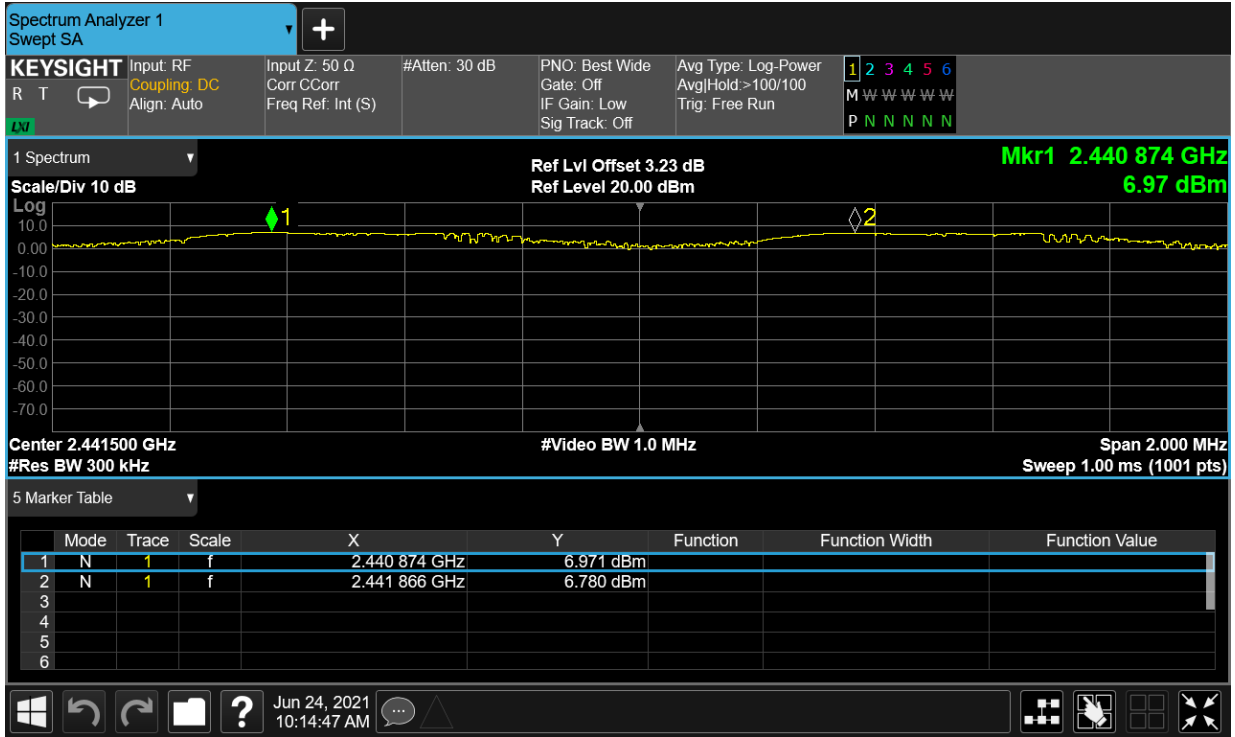 Spectrum Analyzer 1
Swept SA
+
KEYSIGHT Input: RF Input Z: 50 Ω #Atten: 30 dB PNO: Best Wide Avg Type: Log-Power 1 2 3 4 5 6
R T Coupling: DC Corr CCorr Gate: Off Avg|Hold:>100/100 M W W W W W
Align: Auto Freq Ref: Int (S) IF Gain: Low Trig: Free Run
LXI Sig Track: Off P N N N N N
1 Spectrum Ref Lvl Offset 3.23 dB Mkr1 2.440 874 GHz
Scale/Div 10 dB Ref Level 20.00 dBm 6.97 dBm
Log
1 2
10.0
0.00
-10.0
-20.0
-30.0
-40.0
-50.0
-60.0
-70.0
Center 2.441500 GHz #Video BW 1.0 MHz Span 2.000 MHz
#Res BW 300 kHz Sweep 1.00 ms (1001 pts)
5 Marker Table
Mode Trace Scale X Y Function Function Width Function Value
1 N 1 f 2.440 874 GHz 6.971 dBm
2 N 1 f 2.441 866 GHz 6.780 dBm
3
4
5
6
? Jun 24, 2021
10:14:47 AM